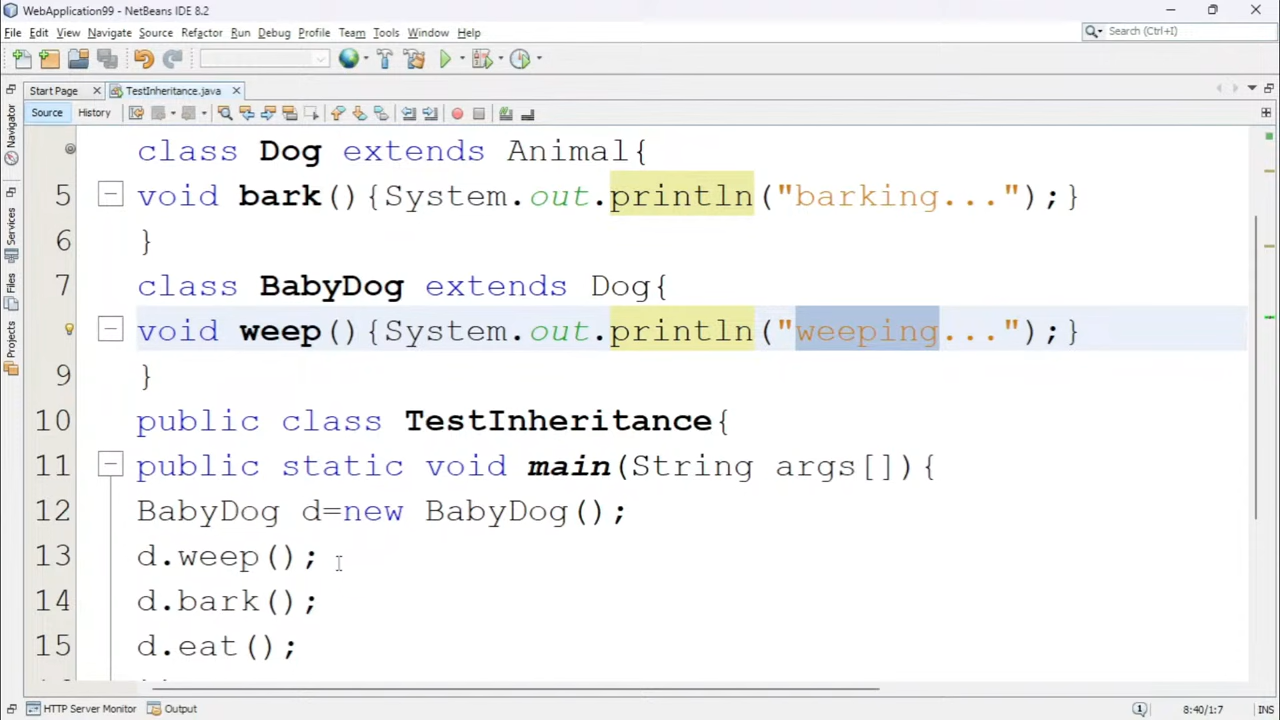 WebApplication99 - NetBeans IDE 8.2
File Edit View Navigate Source Refactor Run Debug Profile Team Tools Window Help
Search (Ctrl+I)
Start Page TestInheritance.java
Source History
Navigator
Services
Files
Projects
class Dog extends Animal{
5 void bark(){System.out.println("barking...");}
6 }
7 class BabyDog extends Dog{
void weep(){System.out.println("weeping...");}
9 }
10 public class TestInheritance{
11 public static void main(String args[]){
12 BabyDog d=new BabyDog();
13 d.weep();
14 d.bark();
15 d.eat();
HTTP Server Monitor Output
8:40/1:7 INS